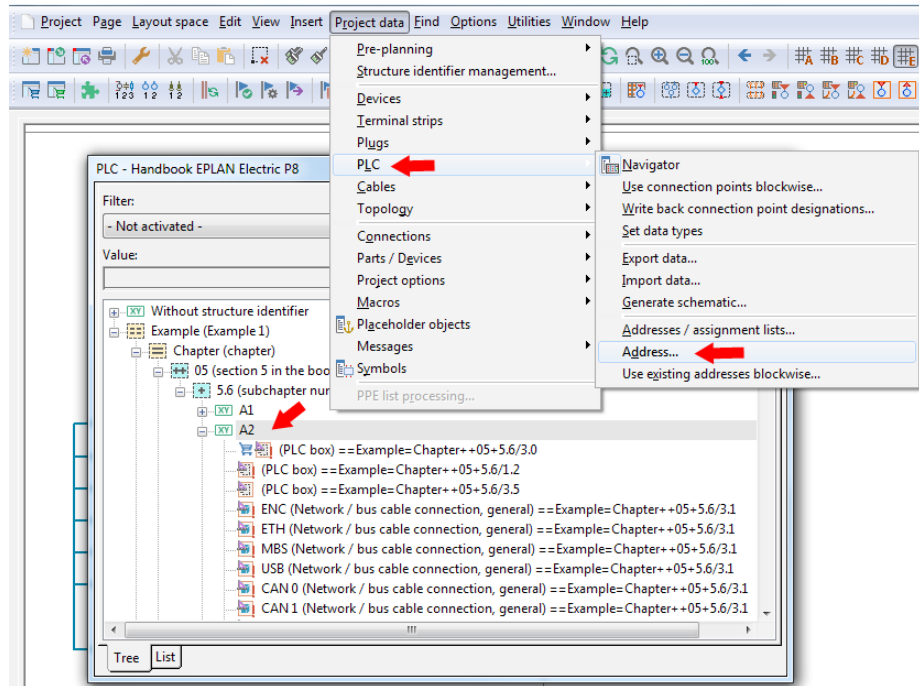 Project Page Layout space Edit View Insert Project data Find Options Utilities Window Help
Pre-planning
Structure identifier management...
Devices
Terminal strips
Plugs
PLC
Cables
Topology
Connections
Parts / Devices
Project options
Macros
Placeholder objects
Messages
Symbols
PPE list processing...
Navigator
Use connection points blockwise...
Write back connection point designations...
Set data types
Export data...
Import data...
Generate schematic...
Addresses / assignment lists...
Address...
Use existing addresses blockwise...
PLC - Handbook EPLAN Electric P8
Filter:
- Not activated -
Value:
Without structure identifier
Example (Example 1)
Chapter (chapter)
05 (section 5 in the boo
5.6 (subchapter nur
A1
A2
(PLC box) ==Example=Chapter++05+5.6/3.0
(PLC box) ==Example=Chapter++05+5.6/1.2
(PLC box) ==Example=Chapter++05+5.6/3.5
ENC (Network / bus cable connection, general) ==Example=Chapter++05+5.6/3.1
ETH (Network / bus cable connection, general) ==Example=Chapter++05+5.6/3.1
MBS (Network / bus cable connection, general) ==Example=Chapter++05+5.6/3.1
USB (Network / bus cable connection, general) ==Example=Chapter++05+5.6/3.1
CAN 0 (Network / bus cable connection, general) ==Example=Chapter++05+5.6/3.1
CAN 1 (Network / bus cable connection, general) ==Example=Chapter++05+5.6/3.1
Tree List